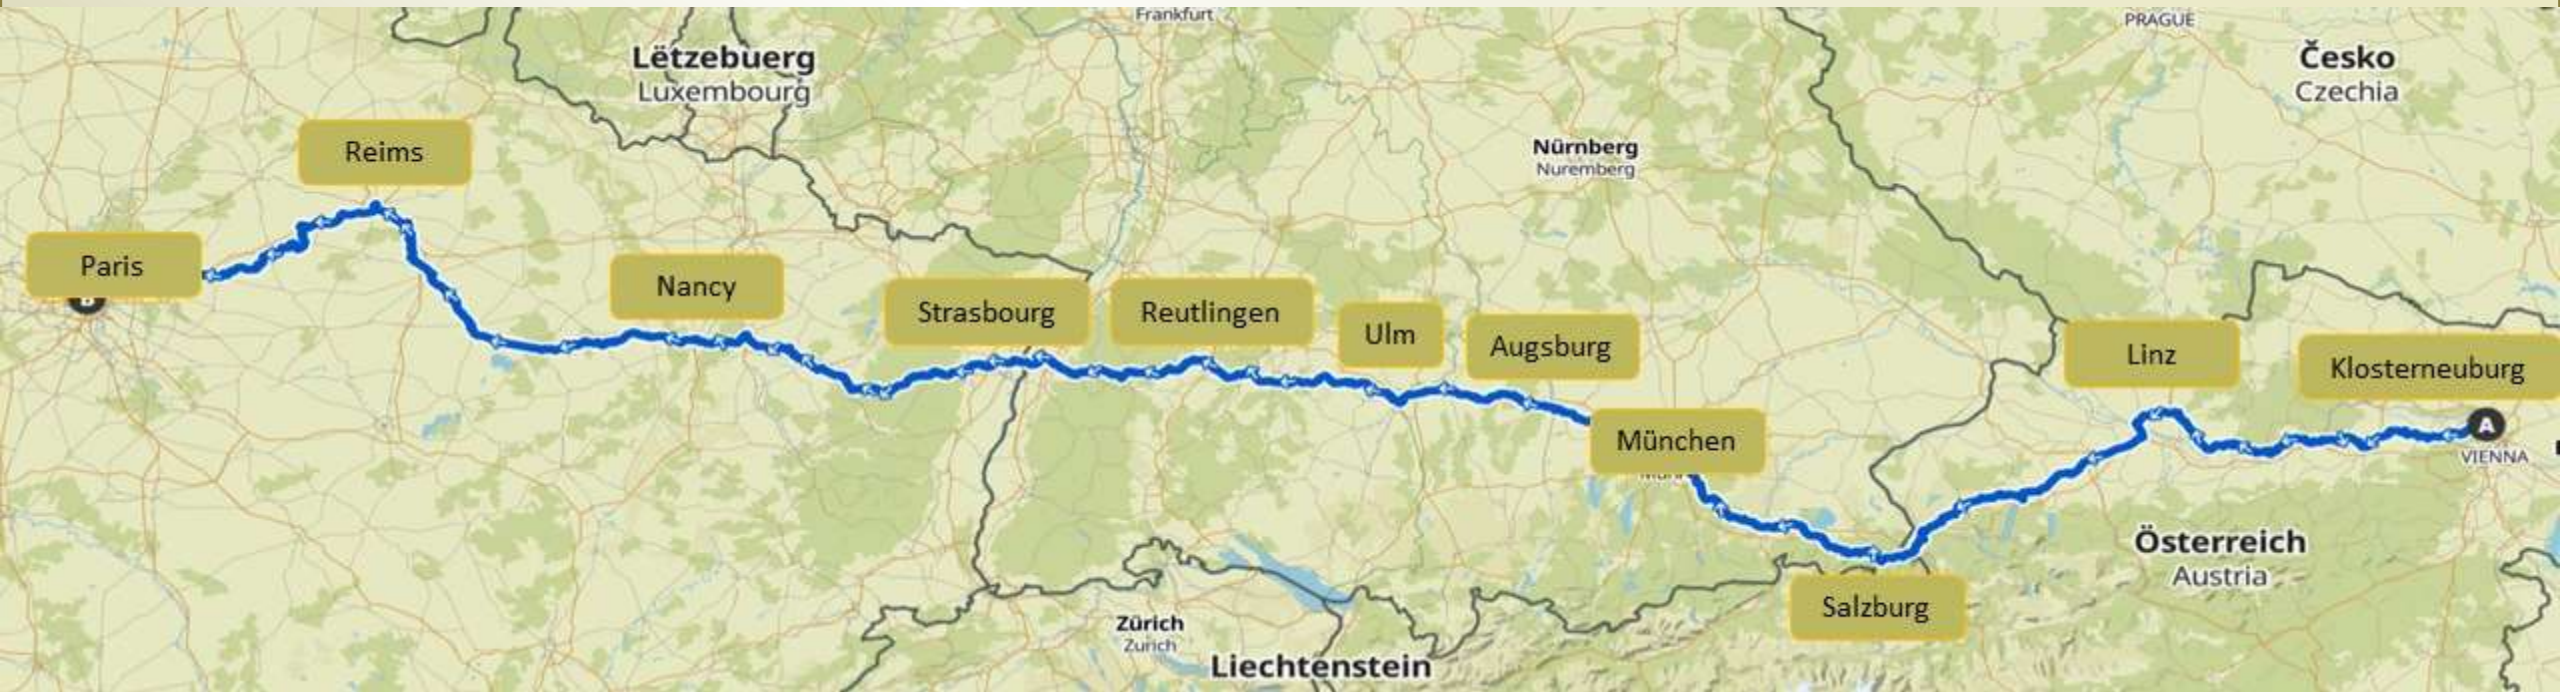 Frankfurt
PRAGUE
Lëtzebuerg
Luxembourg
Česko
Czechia
Reims
Nürnberg
Nuremberg
Paris
B
Nancy
Strasbourg
Reutlingen
Ulm
Augsburg
Linz
Klosterneuburg
A
VIENNA
München
Österreich
Austria
Salzburg
Zürich
Zurich
Liechtenstein